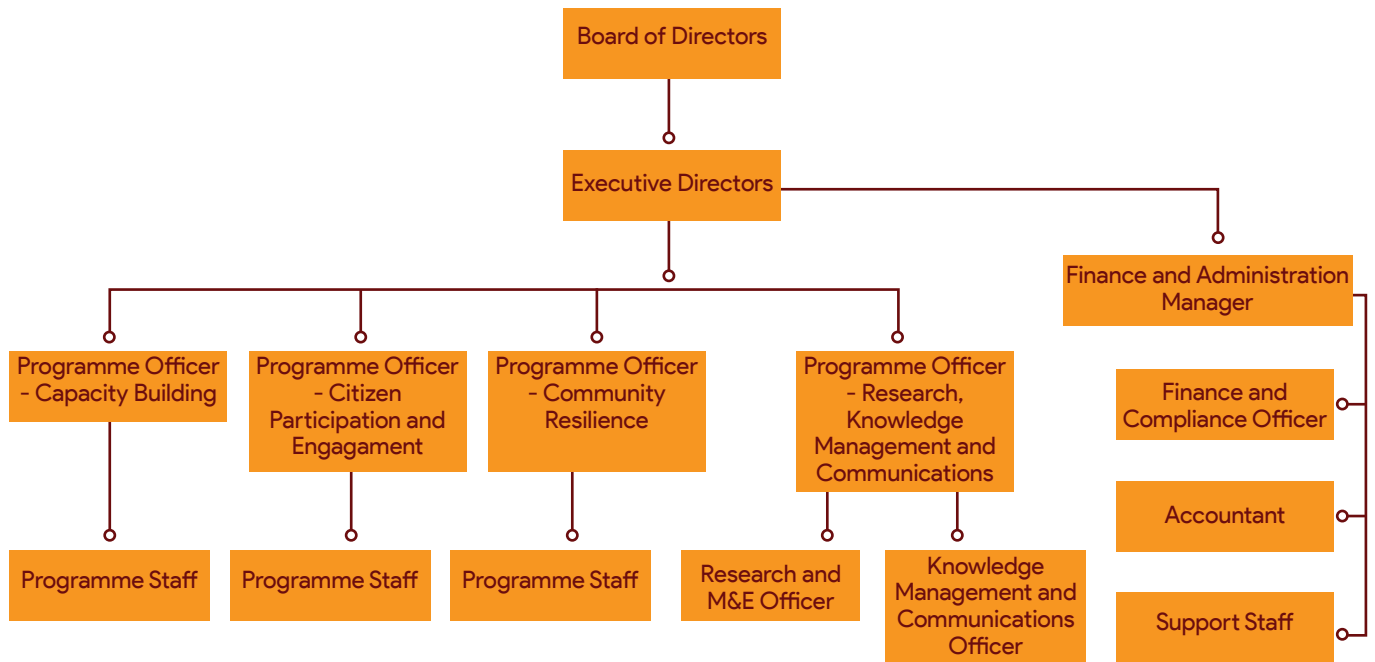 Board of Directors
Executive Directors
Finance and Administration
Manager
Programme Officer
- Capacity Building
Programme Officer
- Citizen
Participation and
Engagament
Programme Officer
- Community
Resilience
Programme Officer
- Research,
Knowledge
Management and
Communications
Finance and
Compliance Officer
Accountant
Support Staff
Programme Staff
Programme Staff
Programme Staff
Research and
M&E Officer
Knowledge
Management and
Communications
Officer